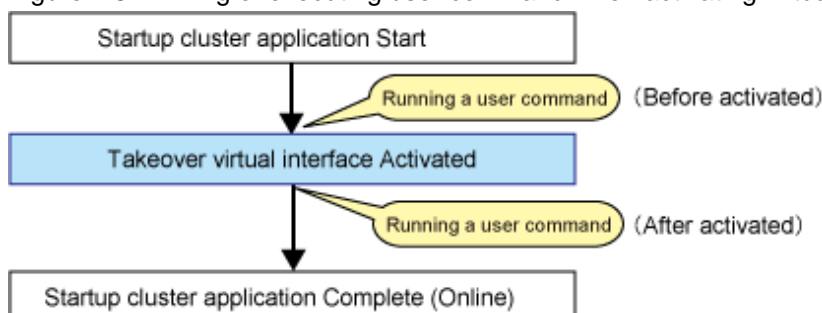 Startup cluster application Start
Running a user command (Before activated)
Takeover virtual interface Activated
Running a user command (After activated)
Startup cluster application Complete (Online)